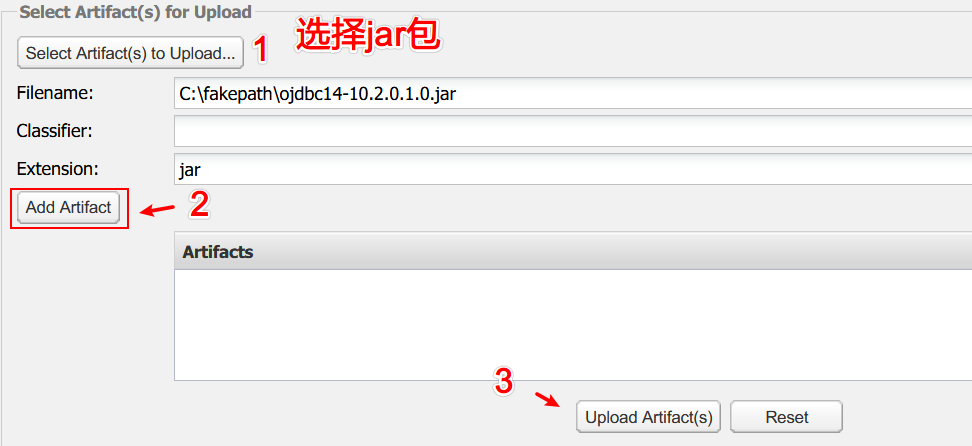 Select Artifact(s) for Upload
选择jar包
Select Artifact(s) to Upload... 1
Filename: C:\fakepath\ojdbc14-10.2.0.1.0.jar
Classifier:
Extension: jar
Add Artifact 2
Artifacts
3
Upload Artifact(s) Reset